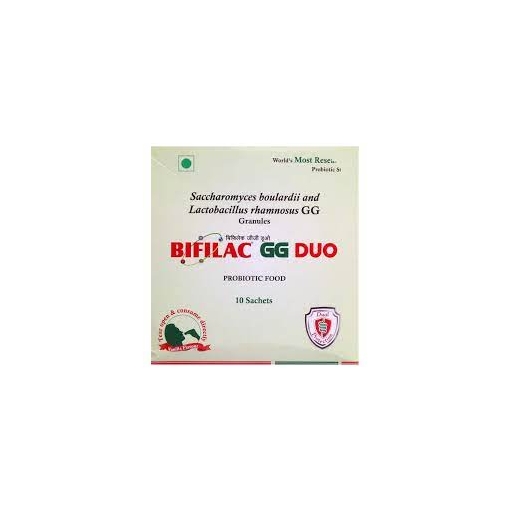 World's Most Rese
Probiotic S
Saccharomyces boulardii and
Lactobacillus rhamnosus GG
Granules
बिफिलेक जीजी डुओ
BIFILAC GG DUO
PROBIOTIC FOOD
10 Sachets
Tear open & consume directly
Dual